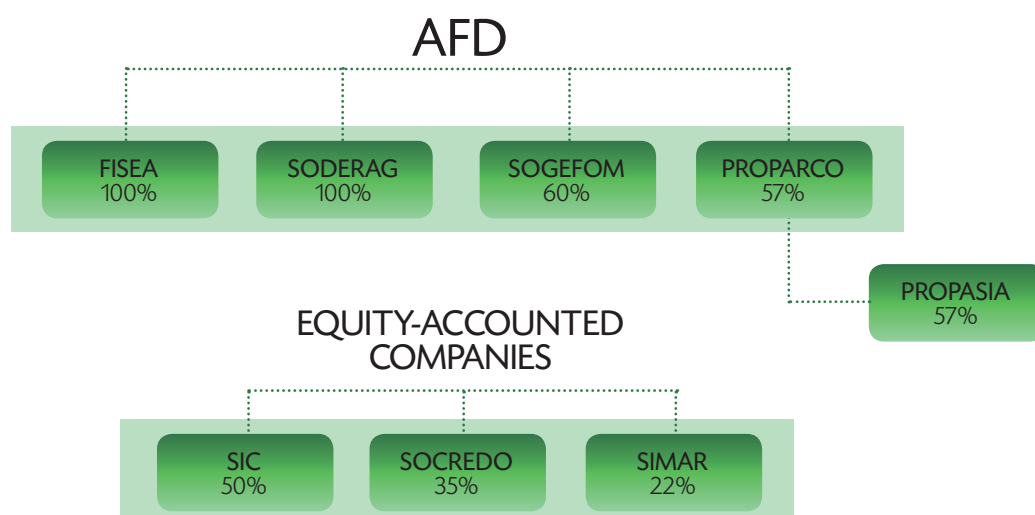 AFD
FISEA
100%
SODERAG
100%
SOGEFOM
60%
PROPARCO
57%
PROPASIA
57%
EQUITY-ACCOUNTED
COMPANIES
SIC
50%
SOCREDO
35%
SIMAR
22%